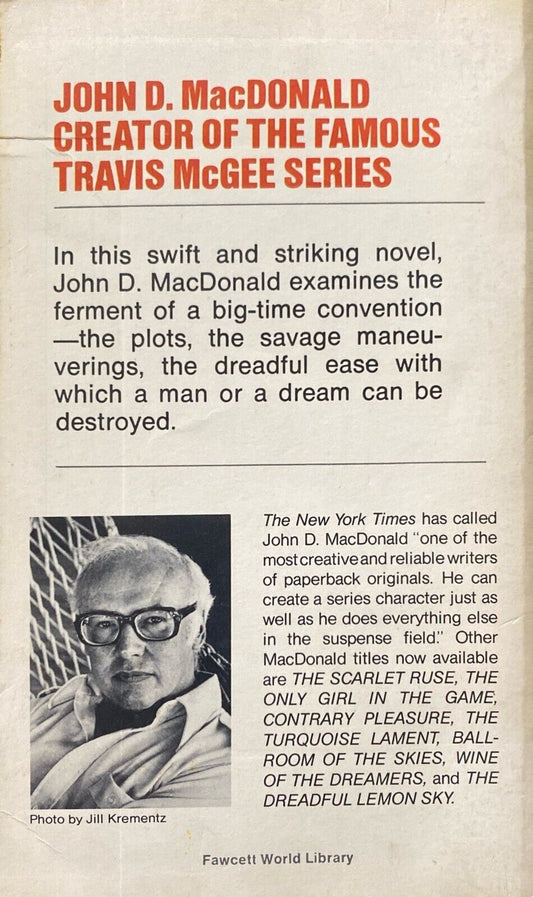 JOHN D. MacDONALD
CREATOR OF THE FAMOUS
TRAVIS McGEE SERIES
In this swift and striking novel,
John D. MacDonald examines the
ferment of a big-time convention
—the plots, the savage maneu-
verings, the dreadful ease with
which a man or a dream can be
destroyed.
The New York Times has called
John D. MacDonald "one of the
most creative and reliable writers
of paperback originals. He can
create a series character just as
well as he does everything else
in the suspense field." Other
MacDonald titles now available
are THE SCARLET RUSE, THE
ONLY GIRL IN THE GAME,
CONTRARY PLEASURE, THE
TURQUOISE LAMENT, BALL-
ROOM OF THE SKIES, WINE
OF THE DREAMERS, and THE
DREADFUL LEMON SKY.
Photo by Jill Krementz
Fawcett World Library